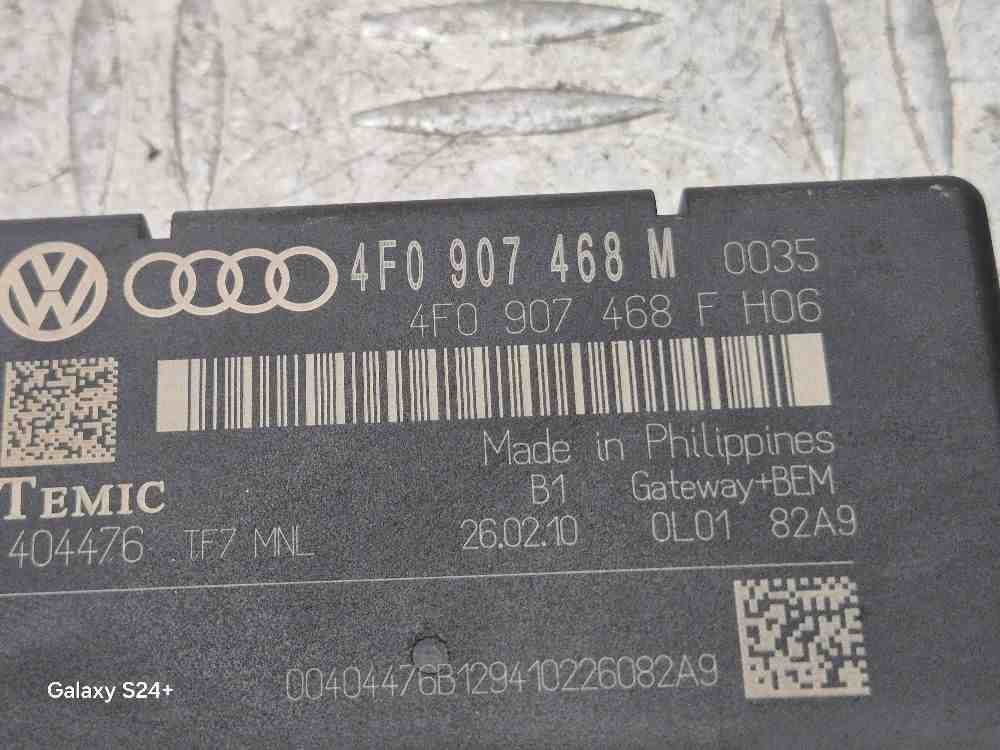 4F0 907 468 M 0035
4F0 907 468 F H06
Made in Philippines
TEMIC B1 Gateway+BEM
404476 T.F7 MNL 26.02.10 0L01 82A9
00404476B129410226082A9
Galaxy S24+